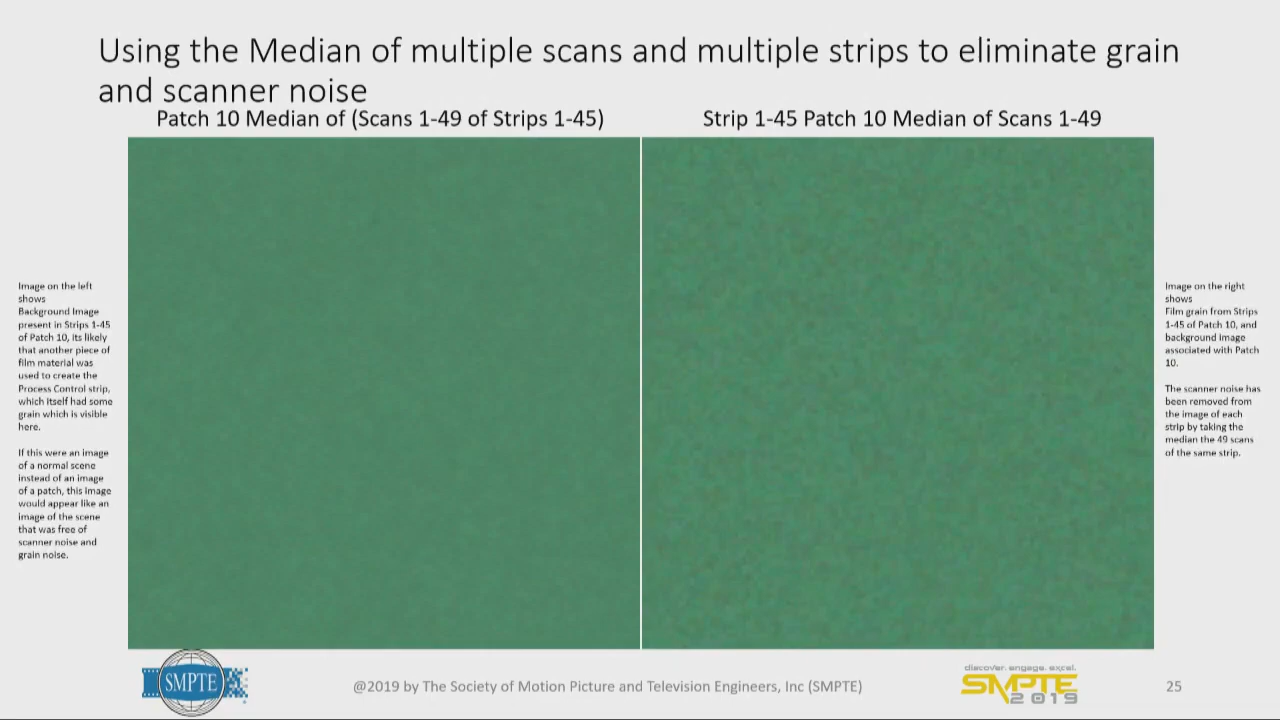 Using the Median of multiple scans and multiple strips to eliminate grain
and scanner noise
Patch 10 Median of (Scans 1-49 of Strips 1-45)
Strip 1-45 Patch 10 Median of Scans 1-49
Image on the left
shows
Background Image
present in Strips 1-45
of Patch 10, its likely
that another piece of
film material was
used to create the
Process Control strip,
which itself had some
grain which is visible
here.
If this were an image
of a normal scene
instead of an image
of a patch, this image
would appear like an
image of the scene
that was free of
scanner noise and
grain noise.
Image on the right
shows
Film grain from Strips
1-45 of Patch 10, and
background image
associated with Patch
10.
The scanner noise has
been removed from
the image of each
strip by taking the
median the 49 scans
of the same strip.
SMPTE
@2019 by The Society of Motion Picture and Television Engineers, Inc (SMPTE)
discover. engage. excel.
SMPTE
2019
25